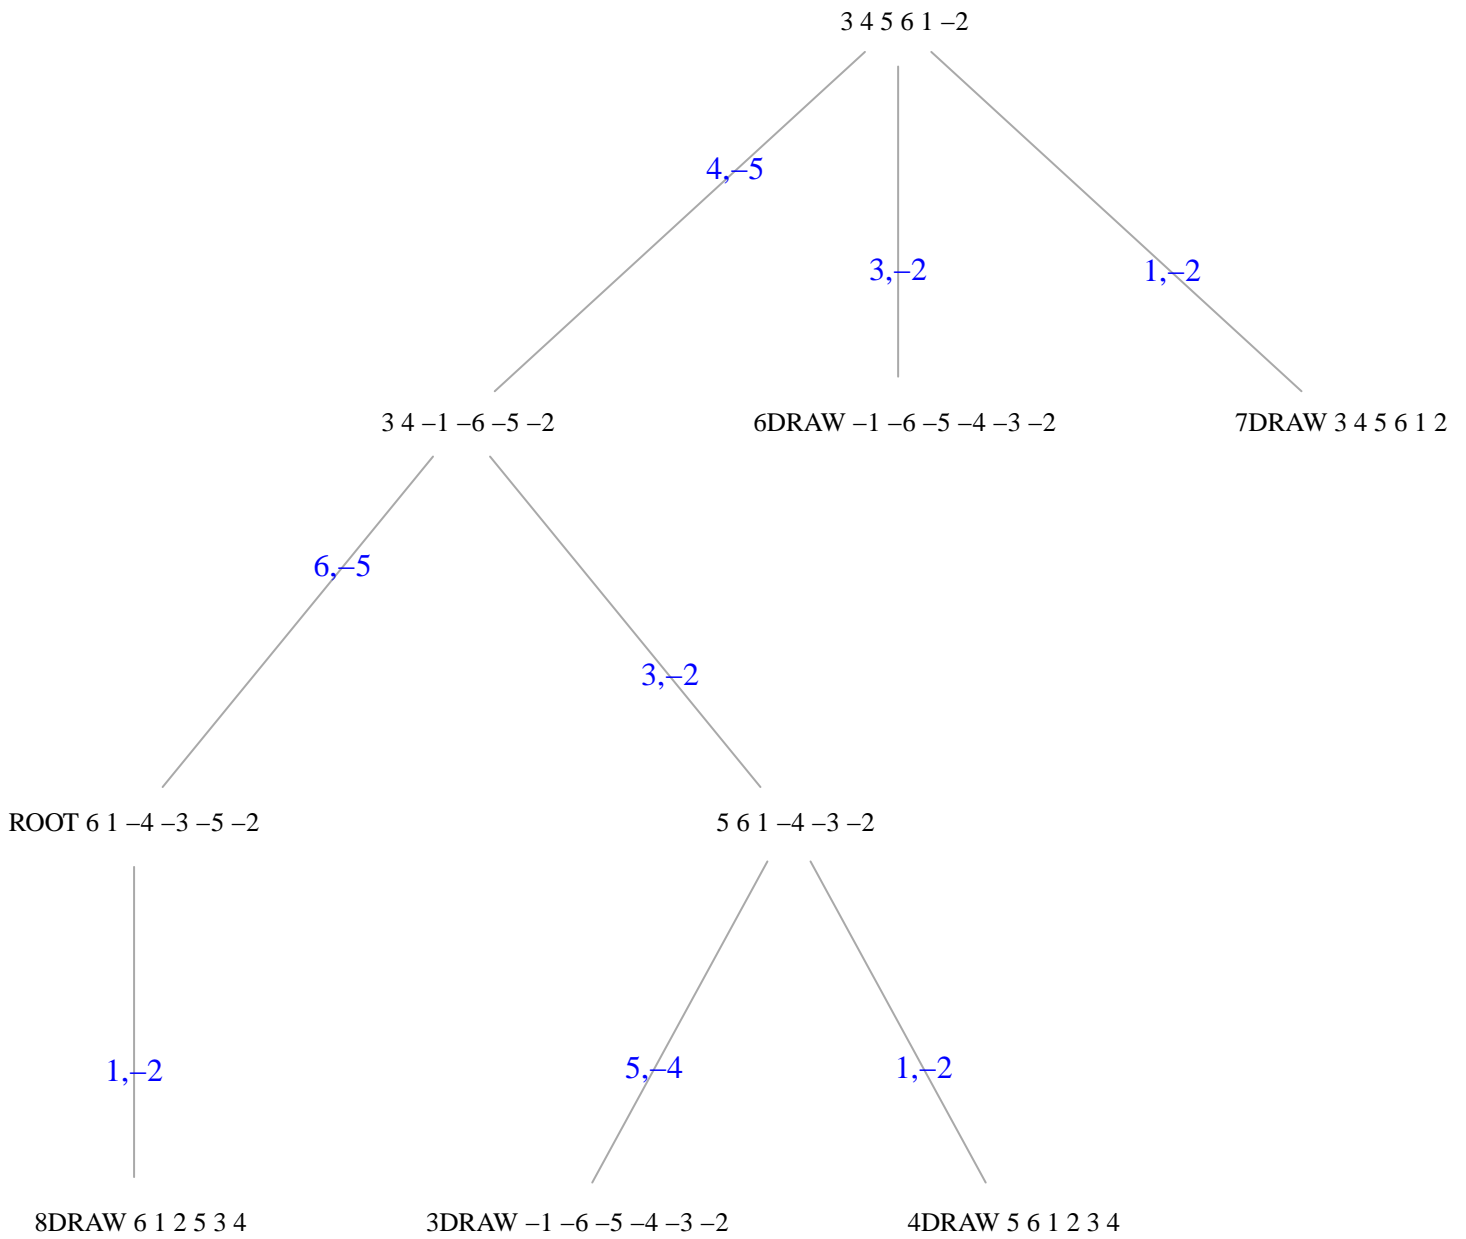 3 4 5 6 1 –2
4,–5
3,–2
1,–2
3 4 –1 –6 –5 –2
6DRAW –1 –6 –5 –4 –3 –2
7DRAW 3 4 5 6 1 2
6,–5
3,–2
ROOT 6 1 –4 –3 –5 –2
5 6 1 –4 –3 –2
1,–2
5,–4
1,–2
8DRAW 6 1 2 5 3 4
3DRAW –1 –6 –5 –4 –3 –2
4DRAW 5 6 1 2 3 4